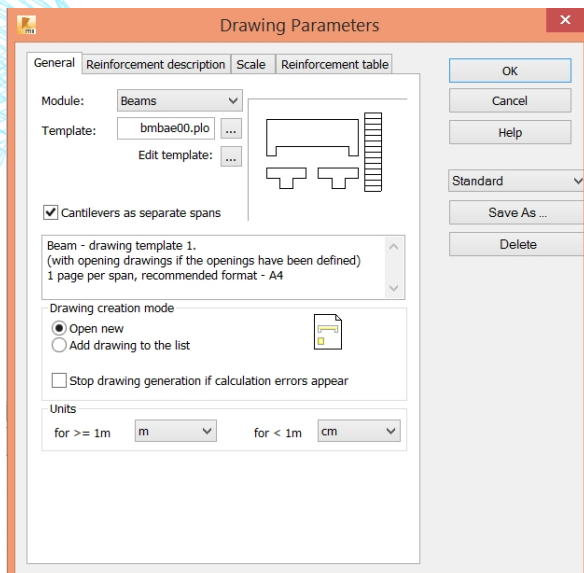 Drawing Parameters
General
Reinforcement description
Scale
Reinforcement table
Module:
Beams
Template:
bmbae00.plo
...
Edit template:
...
Cantilevers as separate spans
Beam - drawing template 1.
(with opening drawings if the openings have been defined)
1 page per span, recommended format - A4
Drawing creation mode
Open new
Add drawing to the list
Stop drawing generation if calculation errors appear
Units
for >= 1m
m
for < 1m
cm
OK
Cancel
Help
Standard
Save As ...
Delete